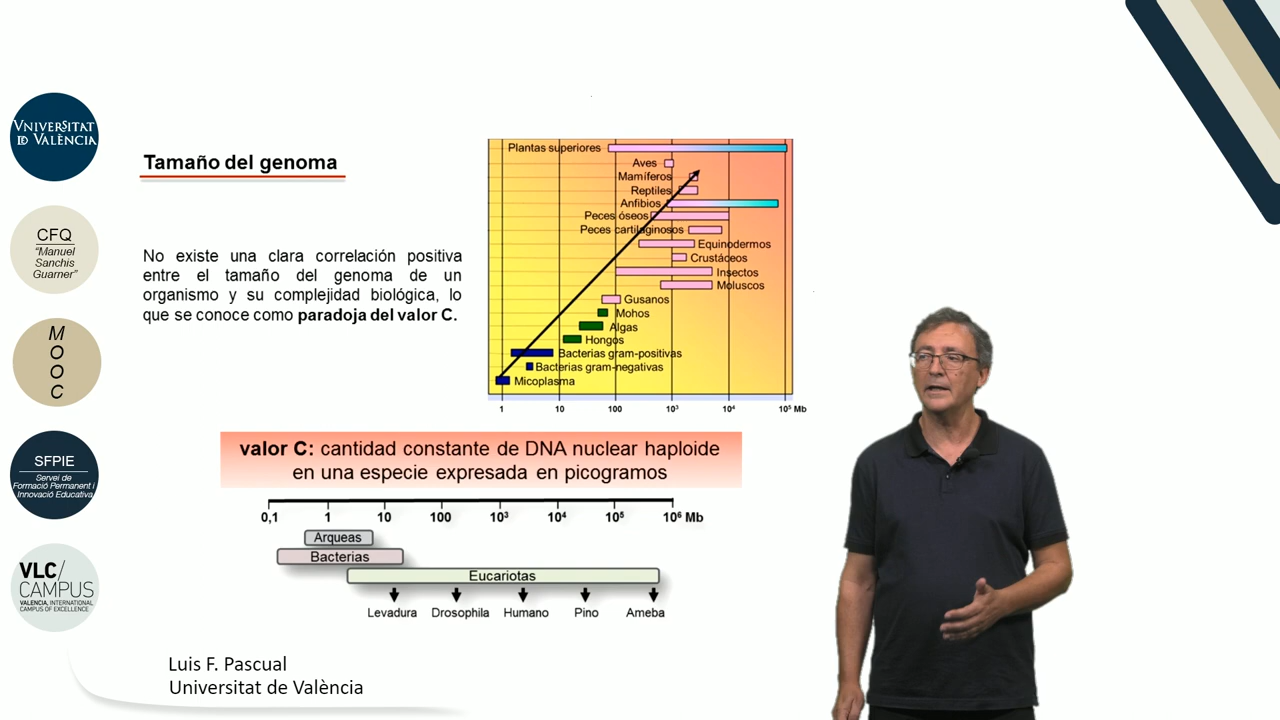 VNIVERSITAT
ID VALÈNCIA
CFQ
"Manuel
Sanchis
Guarner"
M
O
O
C
SFPIE
Servei de
Formació Permanent i
Innovació Educativa
VLC/
CAMPUS
VALENCIA, INTERNATIONAL
CAMPUS OF EXCELLENCE
Tamaño del genoma
No existe una clara correlación positiva
entre el tamaño del genoma de un
organismo y su complejidad biológica, lo
que se conoce como paradoja del valor C.
Plantas superiores
Aves
Mamíferos
Reptiles
Anfibios
Peces óseos
Peces cartilaginosos
Equinodermos
Crustáceos
Insectos
Moluscos
Gusanos
Mohos
Algas
Hongos
Bacterias gram-positivas
Bacterias gram-negativas
Micoplasma
1 10 100 10³ 10⁴ 10⁵ Mb
valor C: cantidad constante de DNA nuclear haploide
en una especie expresada en picogramos
0,1 1 10 100 10³ 10⁴ 10⁵ 10⁶ Mb
Arqueas
Bacterias
Eucariotas
Levadura Drosophila Humano Pino Ameba
Luis F. Pascual
Universitat de València